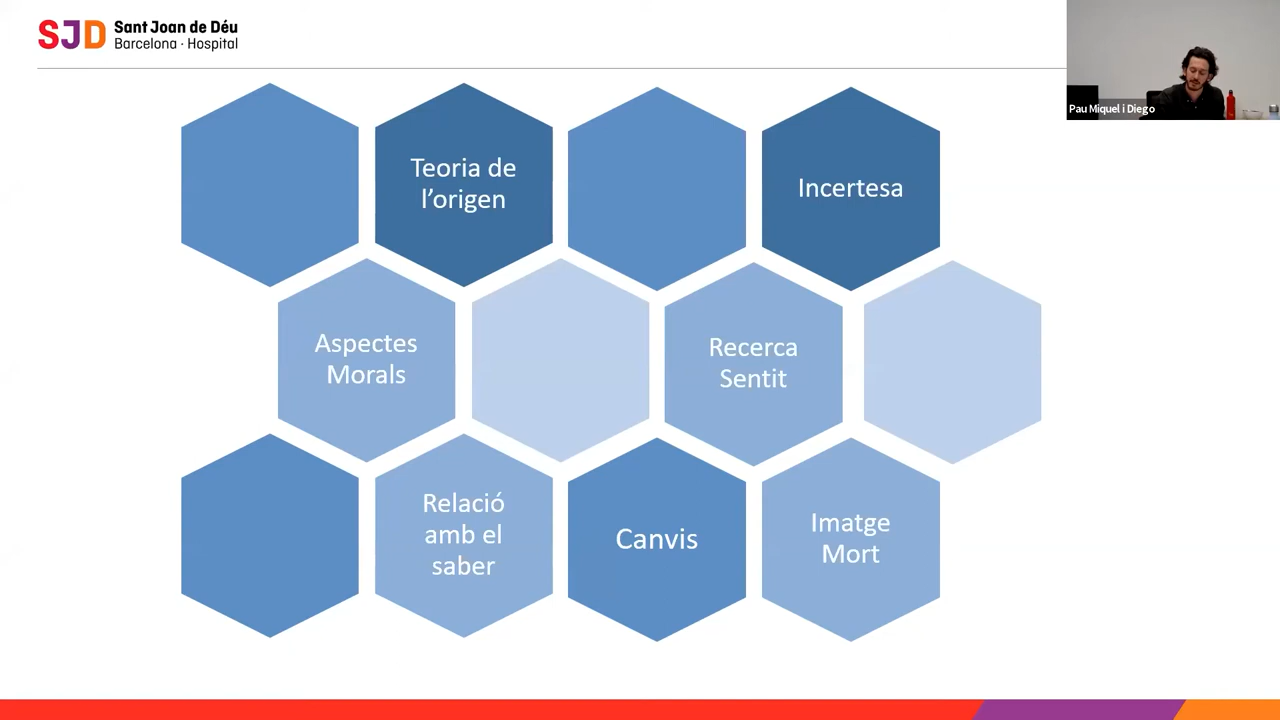 SJD Sant Joan de Déu
Barcelona · Hospital
Pau Miquel i Diego
Teoria de
l’origen
Incertesa
Aspectes
Morals
Recerca
Sentit
Relació
amb el
saber
Canvis
Imatge
Mort